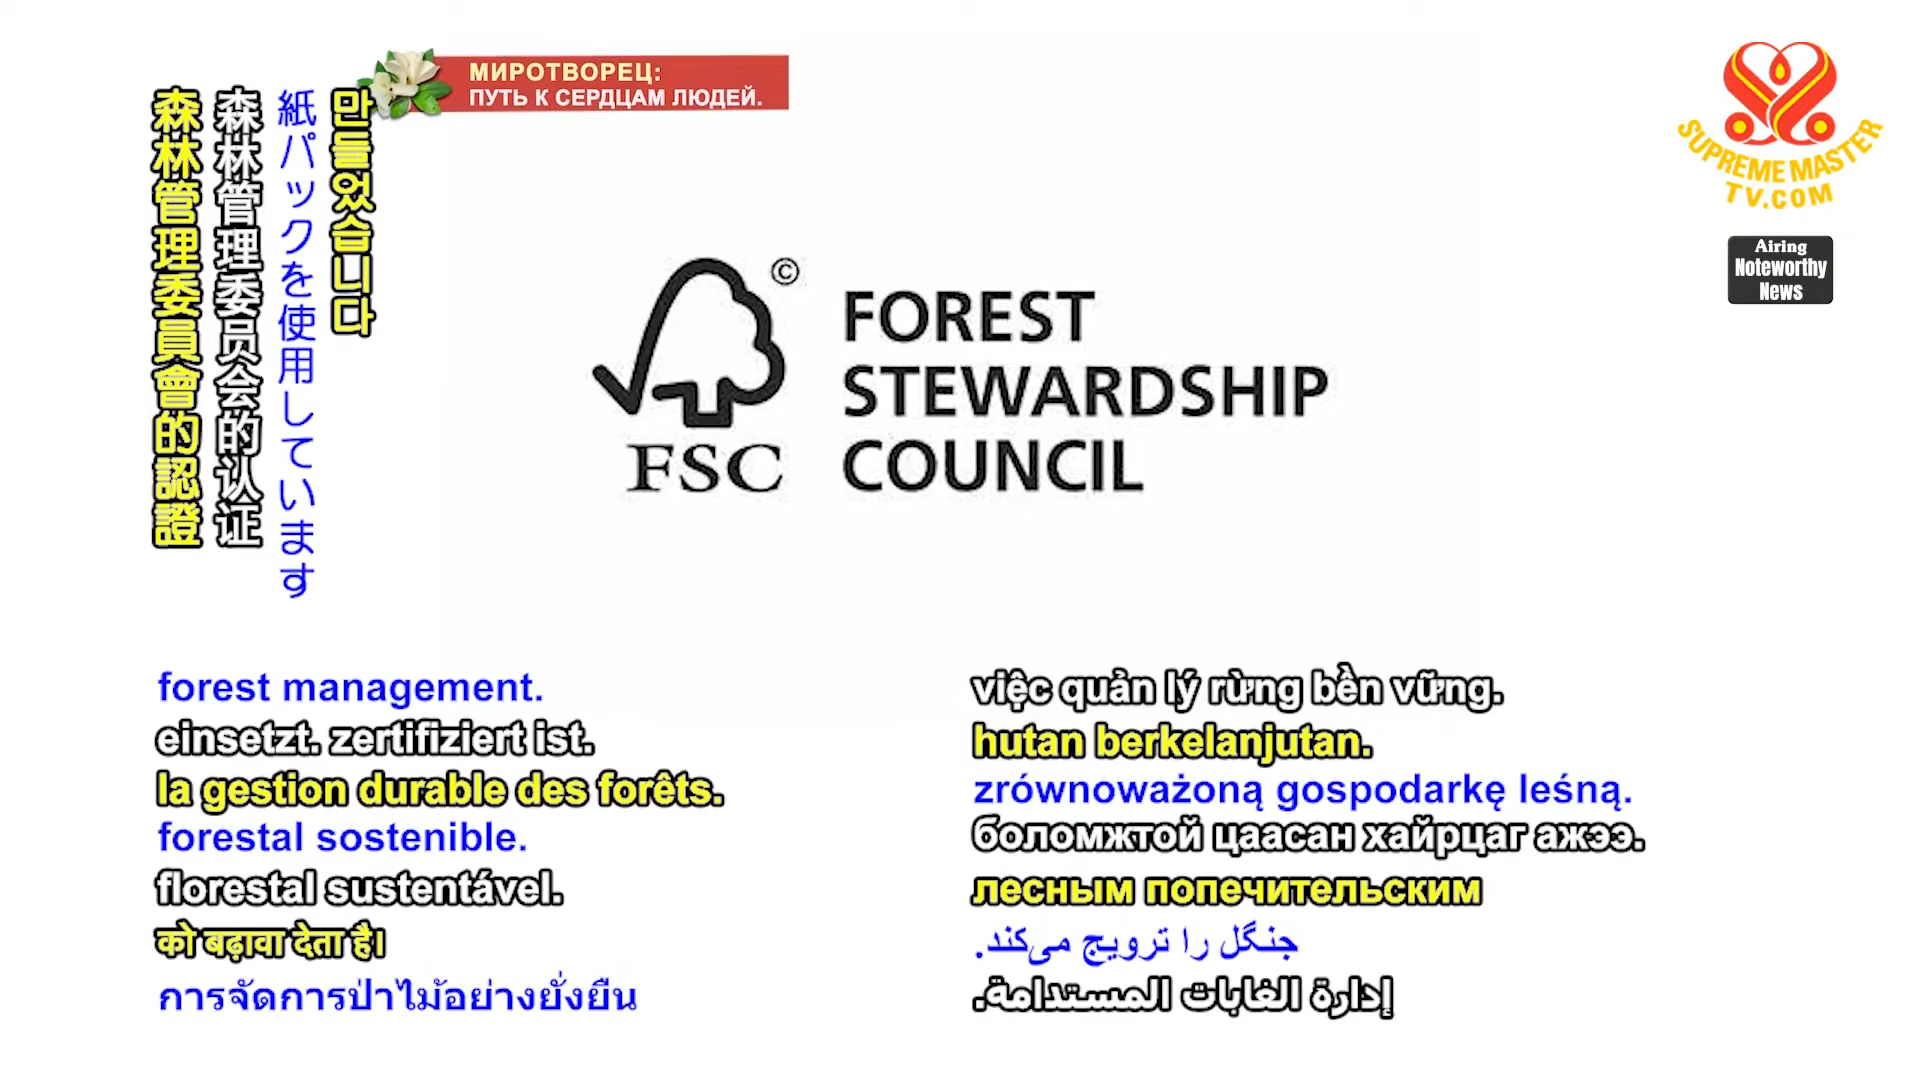 МИРОТВОРЕЦ:
ПУТЬ К СЕРДЦАМ ЛЮДЕЙ.
SUPREME MASTER
TV.COM
Airing
Noteworthy
News
森林管理委員會的認證
森林管理委员会的认证
紙パックを使用しています
만들었습니다
©
FSC
FOREST
STEWARDSHIP
COUNCIL
forest management.
einsetzt. zertifiziert ist.
la gestion durable des forêts.
forestal sostenible.
florestal sustentável.
को बढ़ावा देता है।
การจัดการป่าไม้อย่างยั่งยืน
việc quản lý rừng bền vững.
hutan berkelanjutan.
zrównoważoną gospodarkę leśną.
боломжтой цаасан хайрцаг ажээ.
лесным попечительским
جنگل را ترویج می‌کند.
إدارة الغابات المستدامة.